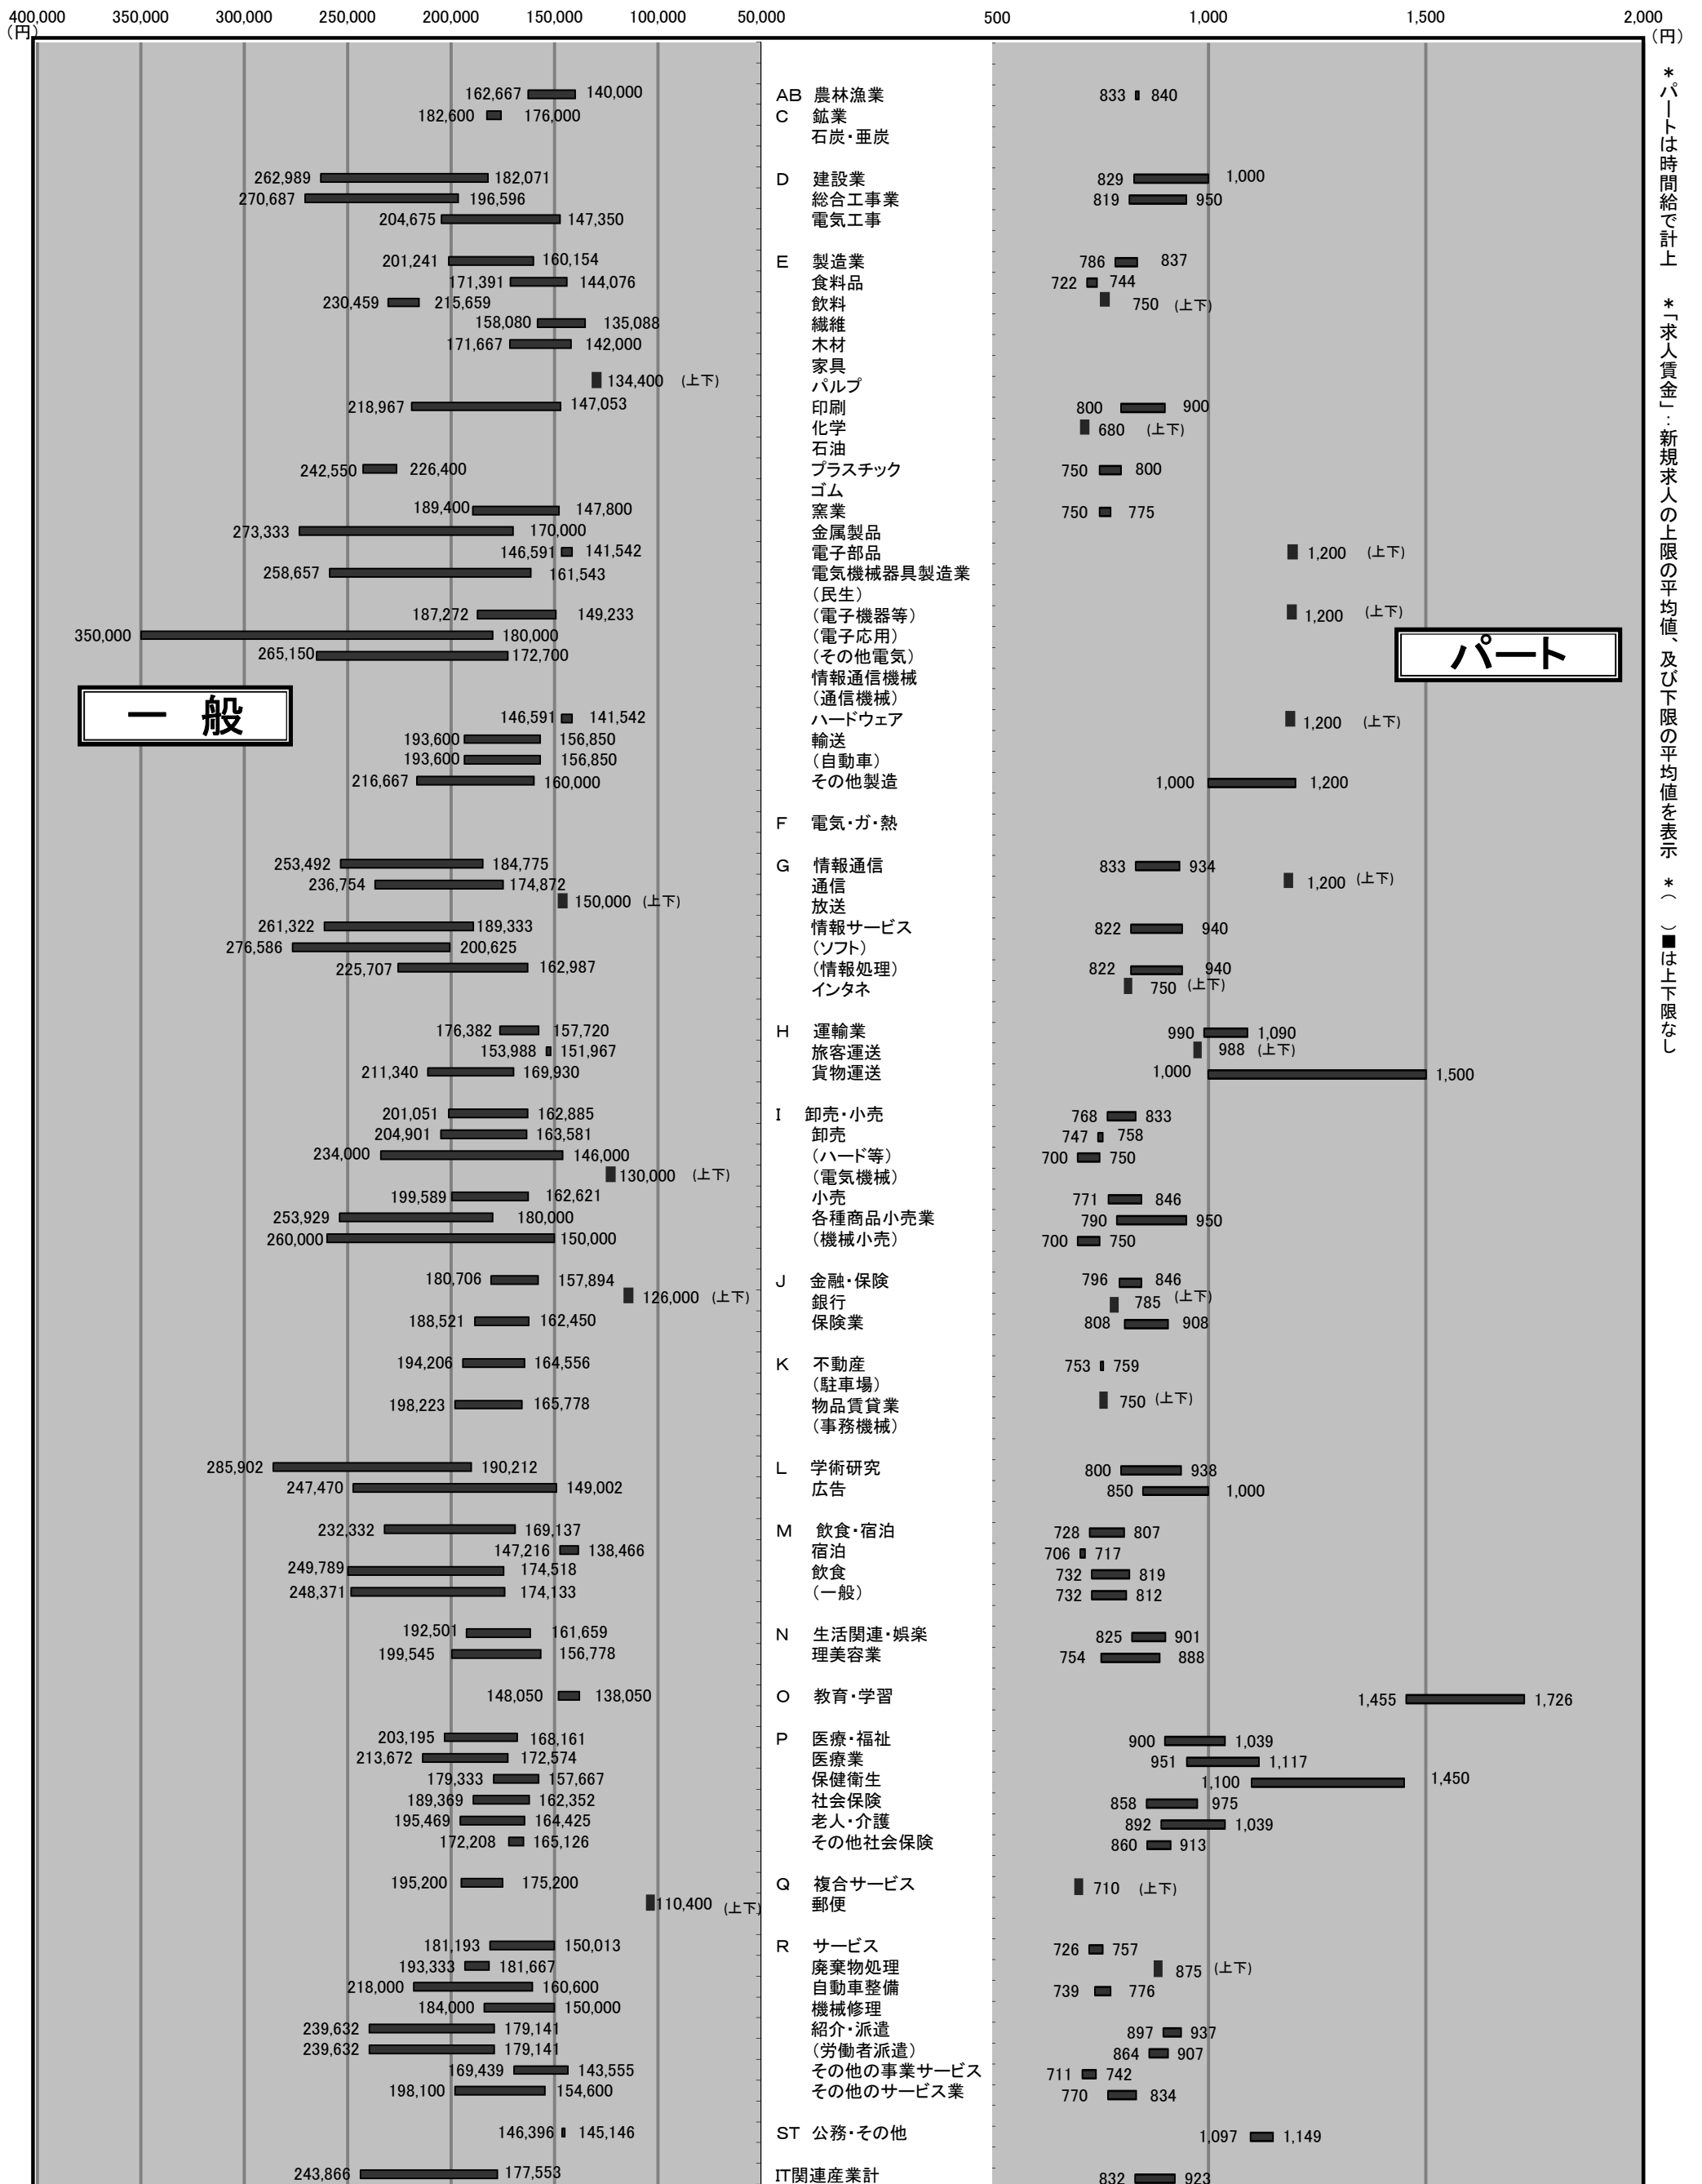 400,000 350,000 300,000 250,000 200,000 150,000 100,000 50,000 500 1,000 1,500 2,000
(円) (円)
162,667 140,000 AB 農林漁業 833 840
182,600 176,000 C 鉱業
石炭・亜炭
262,989 182,071 D 建設業 829 1,000
270,687 196,596 総合工事業 819 950
204,675 147,350 電気工事
201,241 160,154 E 製造業 786 837
171,391 144,076 食料品 722 744
230,459 215,659 飲料 750 (上下)
158,080 135,088 繊維
171,667 142,000 木材
家具
134,400 (上下) パルプ
218,967 147,053 印刷 800 900
化学 680 (上下)
石油
242,550 226,400 プラスチック 750 800
ゴム
189,400 147,800 窯業 750 775
273,333 170,000 金属製品
146,591 141,542 電子部品 1,200 (上下)
258,657 161,543 電気機械器具製造業
(民生)
187,272 149,233 (電子機器等) 1,200 (上下)
350,000 180,000 (電子応用)
265,150 172,700 (その他電気)
パート
情報通信機械
(通信機械)
一 般
146,591 141,542 ハードウェア 1,200 (上下)
193,600 156,850 輸送
193,600 156,850 (自動車)
216,667 160,000 その他製造 1,000 1,200
F 電気・ガ・熱
253,492 184,775 G 情報通信 833 934
236,754 174,872 通信 1,200 (上下)
150,000 (上下) 放送
261,322 189,333 情報サービス 822 940
276,586 200,625 (ソフト)
225,707 162,987 (情報処理) 822 940
インタネ 750 (上下)
176,382 157,720 H 運輸業 990 1,090
153,988 151,967 旅客運送 988 (上下)
211,340 169,930 貨物運送 1,000 1,500
201,051 162,885 I 卸売・小売 768 833
204,901 163,581 卸売 747 758
234,000 146,000 (ハード等) 700 750
130,000 (上下) (電気機械)
199,589 162,621 小売 771 846
253,929 180,000 各種商品小売業 790 950
260,000 150,000 (機械小売) 700 750
180,706 157,894 J 金融・保険 796 846
126,000 (上下) 銀行 785 (上下)
188,521 162,450 保険業 808 908
194,206 164,556 K 不動産 753 759
(駐車場)
198,223 165,778 物品賃貸業 750 (上下)
(事務機械)
285,902 190,212 L 学術研究 800 938
247,470 149,002 広告 850 1,000
232,332 169,137 M 飲食・宿泊 728 807
147,216 138,466 宿泊 706 717
249,789 174,518 飲食 732 819
248,371 174,133 (一般) 732 812
192,501 161,659 N 生活関連・娯楽 825 901
199,545 156,778 理美容業 754 888
148,050 138,050 O 教育・学習 1,455 1,726
203,195 168,161 P 医療・福祉 900 1,039
213,672 172,574 医療業 951 1,117
179,333 157,667 保健衛生 1,100 1,450
189,369 162,352 社会保険 858 975
195,469 164,425 老人・介護 892 1,039
172,208 165,126 その他社会保険 860 913
195,200 175,200 Q 複合サービス 710 (上下)
110,400 (上下) 郵便
181,193 150,013 R サービス 726 757
193,333 181,667 廃棄物処理 875 (上下)
218,000 160,600 自動車整備 739 776
184,000 150,000 機械修理
239,632 179,141 紹介・派遣 897 937
239,632 179,141 (労働者派遣) 864 907
169,439 143,555 その他の事業サービス 711 742
198,100 154,600 その他のサービス業 770 834
146,396 145,146 ST 公務・その他 1,097 1,149
243,866 177,553 IT関連産業計 832 923
*パートは時間給で計上 *「求人賃金」:新規求人の上限の平均値、及び下限の平均値を表示 *( )■は上下限なし